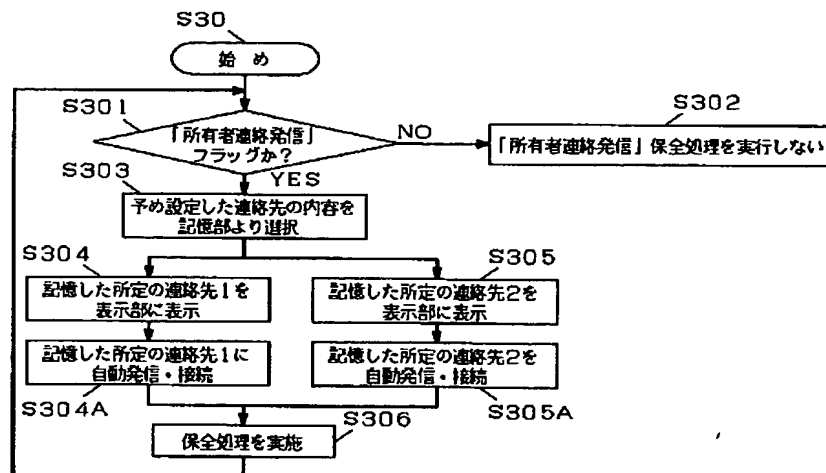 S30
始め
S301
「所有者連絡発信」
フラッグか?
NO
S302
「所有者連絡発信」保全処理を実行しない
YES
S303
予め設定した連絡先の内容を
記憶部より選択
S304
記憶した所定の連絡先1を
表示部に表示
S305
記憶した所定の連絡先2を
表示部に表示
記憶した所定の連絡先1に
自動発信・接続
S304A
記憶した所定の連絡先2を
自動発信・接続
S305A
S306
保全処理を実施